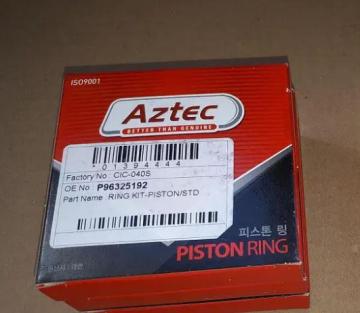 ISO9001
Aztec
BETTER THAN GENUINE
*01394444*
Factory No CIC-040S
OE No P96325192
Part Name RING KIT-PISTON/STD
피스톤 링
PISTON RING